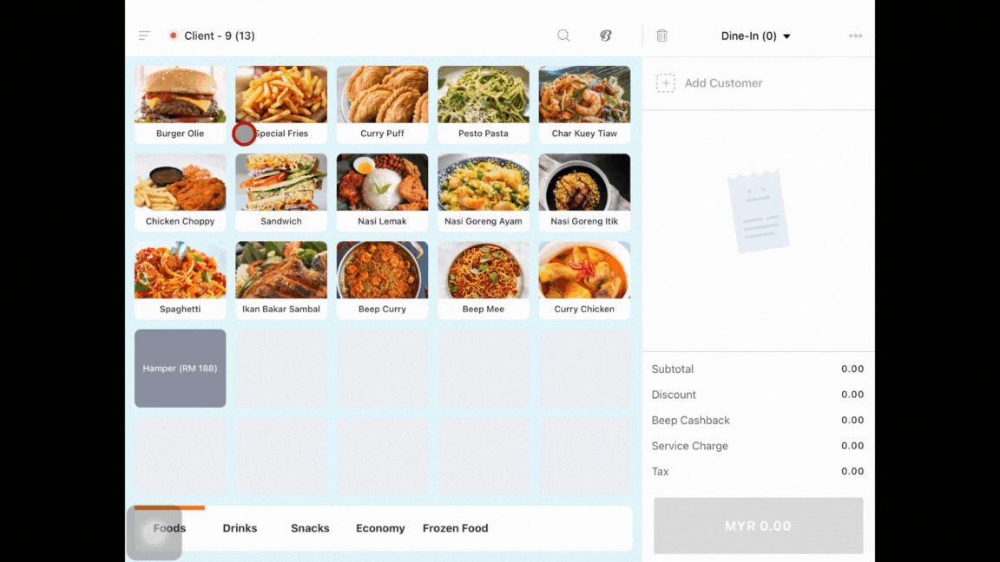 Client - 9 (13)
Dine-In (0)
Add Customer
Burger Olie
Special Fries
Curry Puff
Pesto Pasta
Char Kuey Tiaw
Chicken Choppy
Sandwich
Nasi Lemak
Nasi Goreng Ayam
Nasi Goreng Itik
Spaghetti
Ikan Bakar Sambal
Beep Curry
Beep Mee
Curry Chicken
Hamper (RM 188)
Subtotal 0.00
Discount 0.00
Beep Cashback 0.00
Service Charge 0.00
Tax 0.00
MYR 0.00
Foods
Drinks
Snacks
Economy
Frozen Food